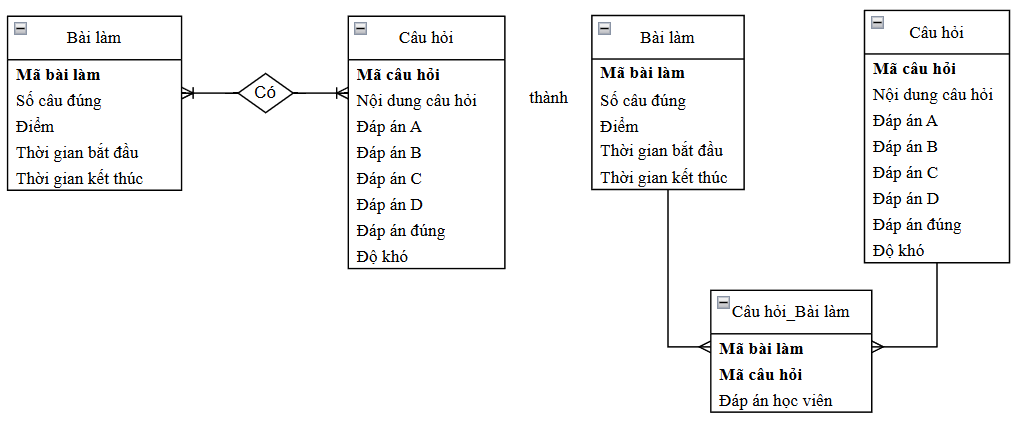 Bài làm
Mã bài làm
Số câu đúng
Điểm
Thời gian bắt đầu
Thời gian kết thúc
Có
Câu hỏi
Mã câu hỏi
Nội dung câu hỏi
Đáp án A
Đáp án B
Đáp án C
Đáp án D
Đáp án đúng
Độ khó
thành
Bài làm
Mã bài làm
Số câu đúng
Điểm
Thời gian bắt đầu
Thời gian kết thúc
Câu hỏi
Mã câu hỏi
Nội dung câu hỏi
Đáp án A
Đáp án B
Đáp án C
Đáp án D
Đáp án đúng
Độ khó
Câu hỏi_Bài làm
Mã bài làm
Mã câu hỏi
Đáp án học viên